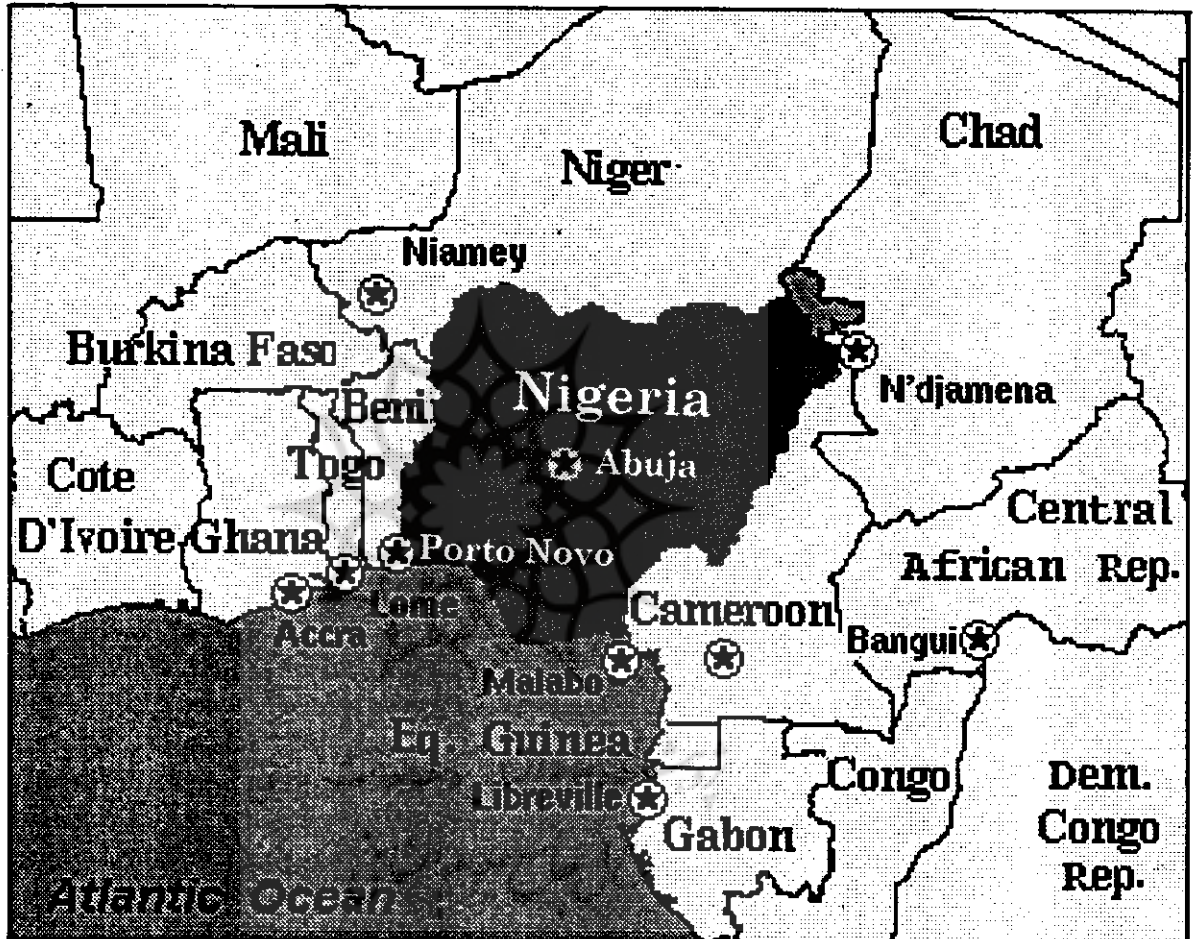 Mali
Chad
Niger
Niamey
Burkina Faso
N'djamena
Nigeria
Beni
Togo
Abuja
Cote
D'Ivoire
Ghana
Central
African Rep.
Porto Novo
Lome
Accra
Cameroon
Bangui
Malabo
Eq. Guinea
Libreville
Congo
Gabon
Dem.
Congo
Rep.
Atlantic Ocean